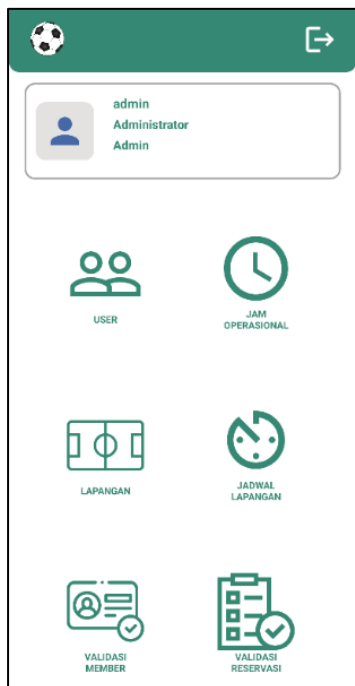 admin
Administrator
Admin
USER
JAM
OPERASIONAL
LAPANGAN
JADWAL
LAPANGAN
VALIDASI
MEMBER
VALIDASI
RESERVASI